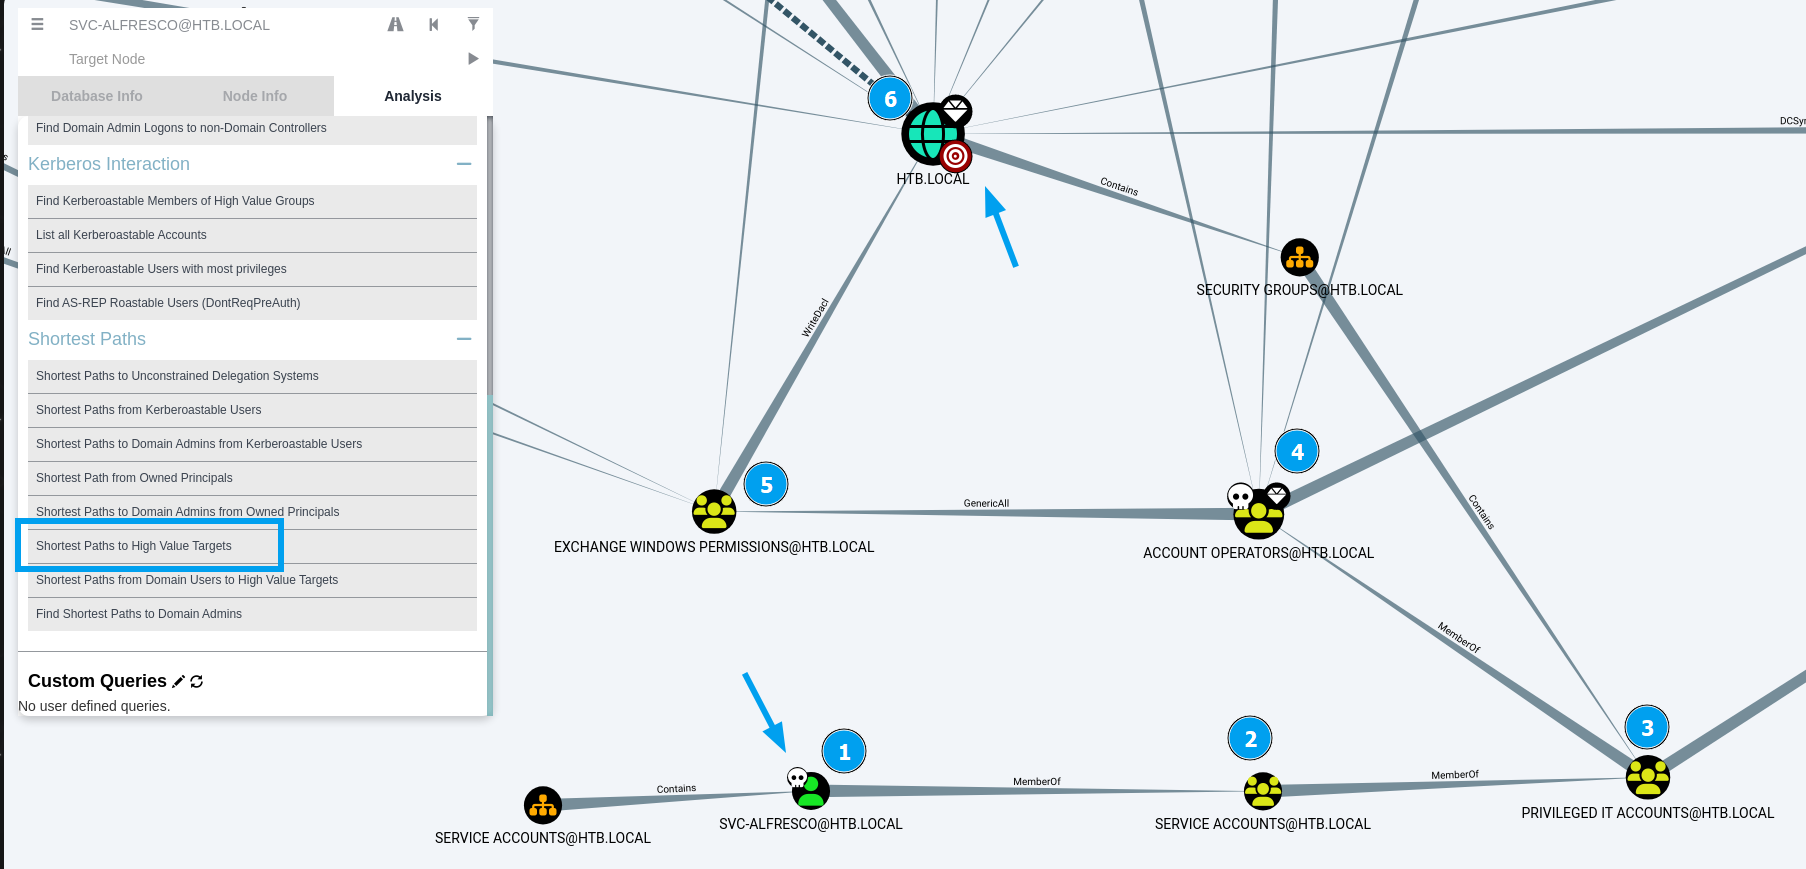 SVC-ALFRESCO@HTB.LOCAL
Target Node
Database Info
Node Info
Analysis
Find Domain Admin Logons to non-Domain Controllers
Kerberos Interaction
Find Kerberoastable Members of High Value Groups
List all Kerberoastable Accounts
Find Kerberoastable Users with most privileges
Find AS-REP Roastable Users (DontReqPreAuth)
Shortest Paths
Shortest Paths to Unconstrained Delegation Systems
Shortest Paths from Kerberoastable Users
Shortest Paths to Domain Admins from Kerberoastable Users
Shortest Path from Owned Principals
Shortest Paths to Domain Admins from Owned Principals
Shortest Paths to High Value Targets
Shortest Paths from Domain Users to High Value Targets
Find Shortest Paths to Domain Admins
Custom Queries
No user defined queries.
6
HTB.LOCAL
DCSyn
Contains
SECURITY GROUPS@HTB.LOCAL
WriteDacl
4
5
GenericAll
EXCHANGE WINDOWS PERMISSIONS@HTB.LOCAL
ACCOUNT OPERATORS@HTB.LOCAL
Contains
MemberOf
1
2
3
Contains
MemberOf
MemberOf
SERVICE ACCOUNTS@HTB.LOCAL
SVC-ALFRESCO@HTB.LOCAL
SERVICE ACCOUNTS@HTB.LOCAL
PRIVILEGED IT ACCOUNTS@HTB.LOCAL